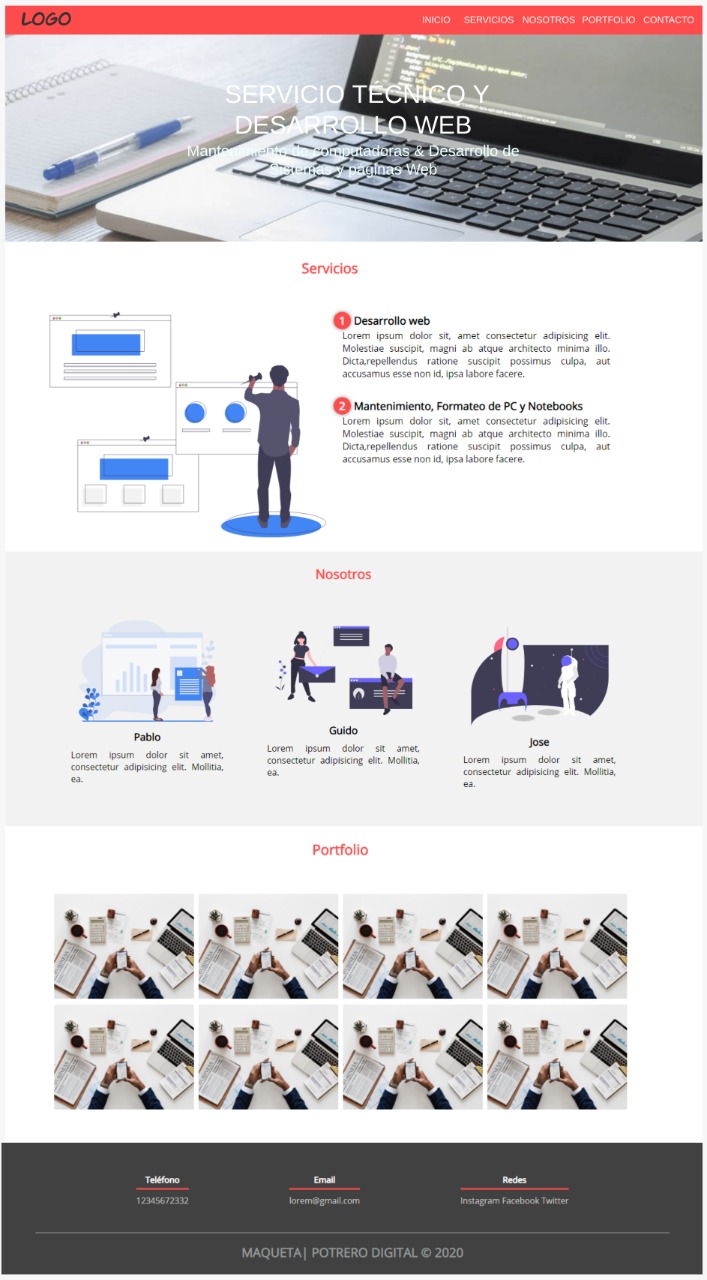 LOGO
INICIO SERVICIOS NOSOTROS PORTFOLIO CONTACTO
SERVICIO TÉCNICO Y
DESARROLLO WEB
Mantenimiento de computadoras & Desarrollo de
Sistemas y páginas Web
Servicios
1 Desarrollo web
Lorem ipsum dolor sit, amet consectetur adipisicing elit.
Molestiae suscipit, magni ab atque architecto minima illo.
Dicta,repellendus ratione suscipit possimus culpa, aut
accusamus esse non id, ipsa labore facere.
2 Mantenimiento, Formateo de PC y Notebooks
Lorem ipsum dolor sit, amet consectetur adipisicing elit.
Molestiae suscipit, magni ab atque architecto minima illo.
Dicta,repellendus ratione suscipit possimus culpa, aut
accusamus esse non id, ipsa labore facere.
Nosotros
Pablo
Lorem ipsum dolor sit amet,
consectetur adipisicing elit. Mollitia,
ea.
Guido
Lorem ipsum dolor sit amet,
consectetur adipisicing elit. Mollitia,
ea.
Jose
Lorem ipsum dolor sit amet,
consectetur adipisicing elit. Mollitia,
ea.
Portfolio
Teléfono
12345672332
Email
lorem@gmail.com
Redes
Instagram Facebook Twitter
MAQUETA| POTRERO DIGITAL © 2020